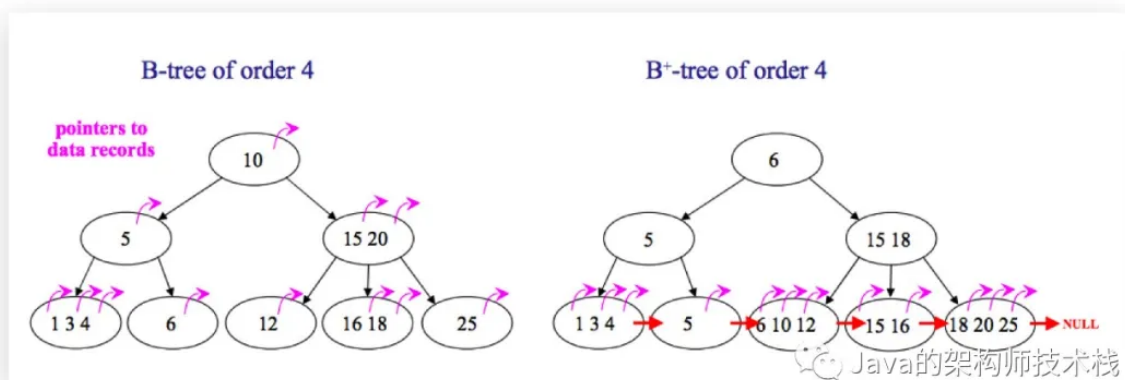 B-tree of order 4
B+-tree of order 4
pointers to
data records
10
5
15 20
1 3 4
6
12
16 18
25
6
5
15 18
1 3 4
5
6 10 12
15 16
18 20 25
NULL
Java的架构师技术栈